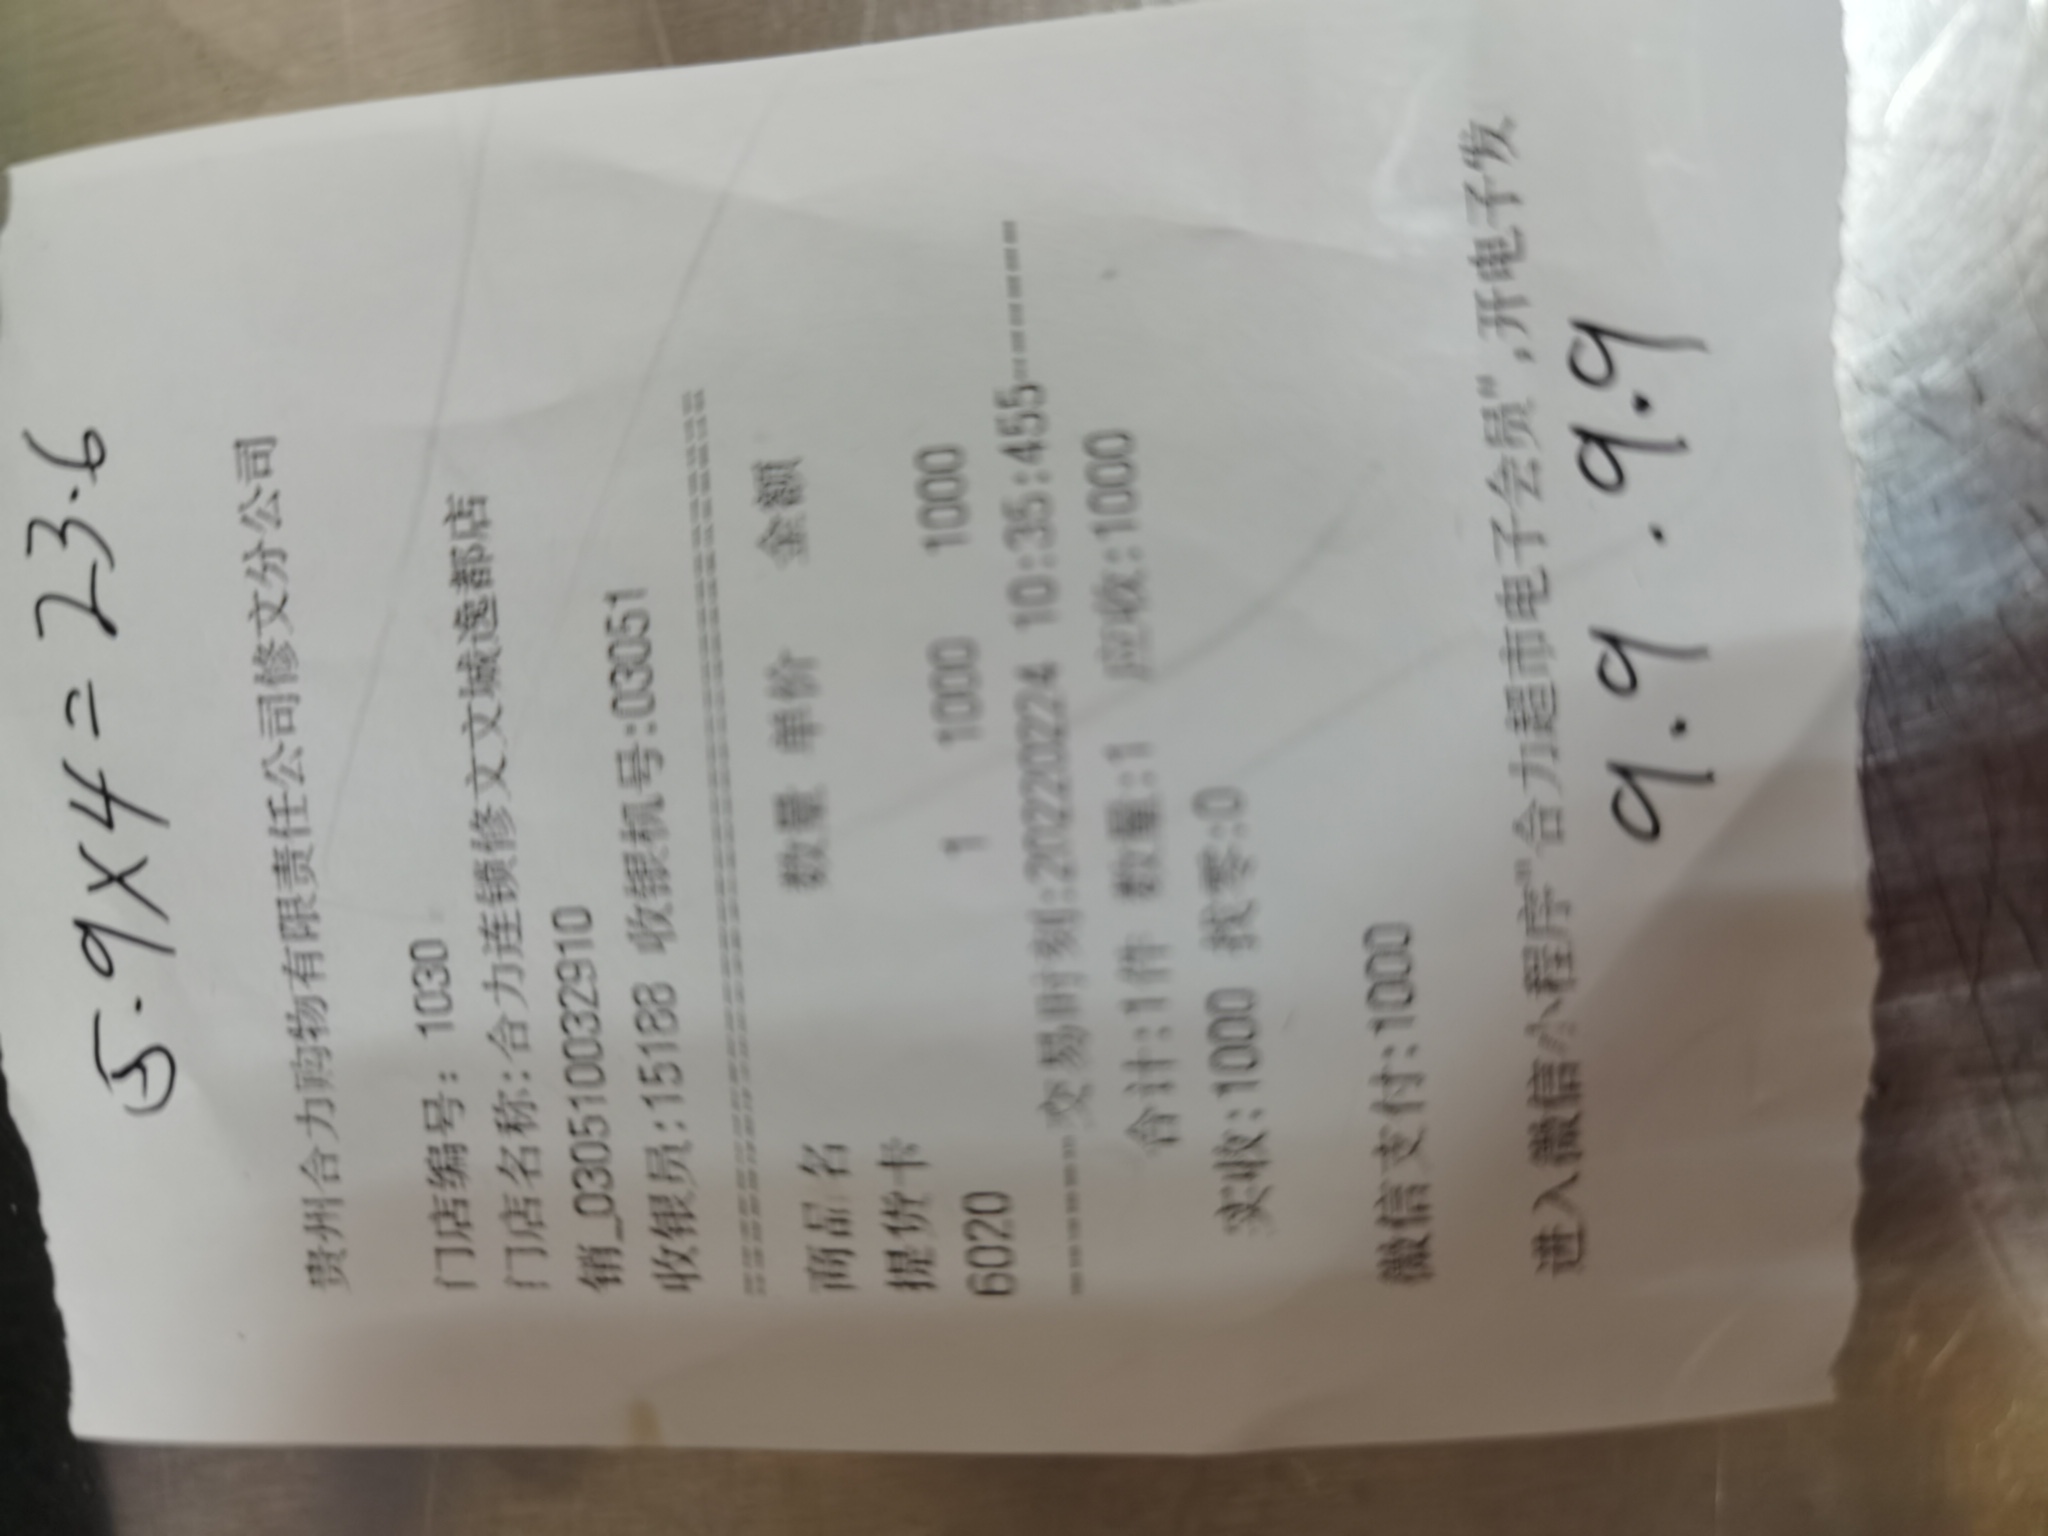 5.9×4=23.6
贵州合力购物有限责任公司修文分公司
门店编号: 1030
门店名称:合力连锁修文文城逸都店
销_030510032910
收银员:15188 收银机号:03051
商品名 数量 单价 金额
提货卡
6020 1 1000 1000
-----交易时刻:20220224 10:35:455------
合计:1件 数量:1 应收:1000
实收:1000 找零:0
微信支付:1000
进入微信小程序"合力超市电子会员",开电子发
9.9 . 9.9